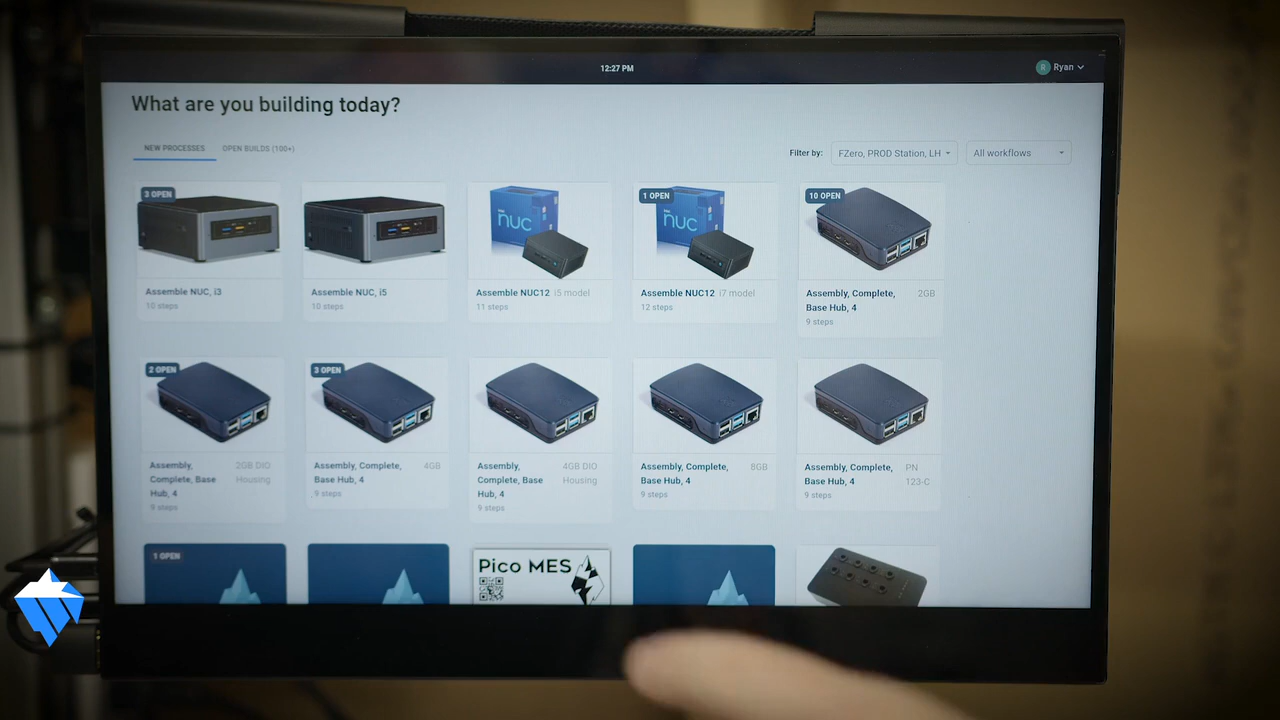 12:27 PM
R Ryan
What are you building today?
NEW PROCESSES OPEN BUILDS (100+)
Filter by: FZero, PROD Station, LH All workflows
3 OPEN
nuc
1 OPEN
nuc
10 OPEN
Assemble NUC, i3
10 steps
Assemble NUC, i5
10 steps
Assemble NUC12 i5 model
11 steps
Assemble NUC12 i7 model
12 steps
Assembly, Complete, 2GB
Base Hub, 4
9 steps
2 OPEN
3 OPEN
Assembly, 2GB DIO
Complete, Base Housing
Hub, 4
9 steps
Assembly, Complete, 4GB
Base Hub, 4
9 steps
Assembly, 4GB DIO
Complete, Base Housing
Hub, 4
9 steps
Assembly, Complete, 8GB
Base Hub, 4
9 steps
Assembly, Complete, PN
Base Hub, 4 123-C
9 steps
1 OPEN
Pico MES